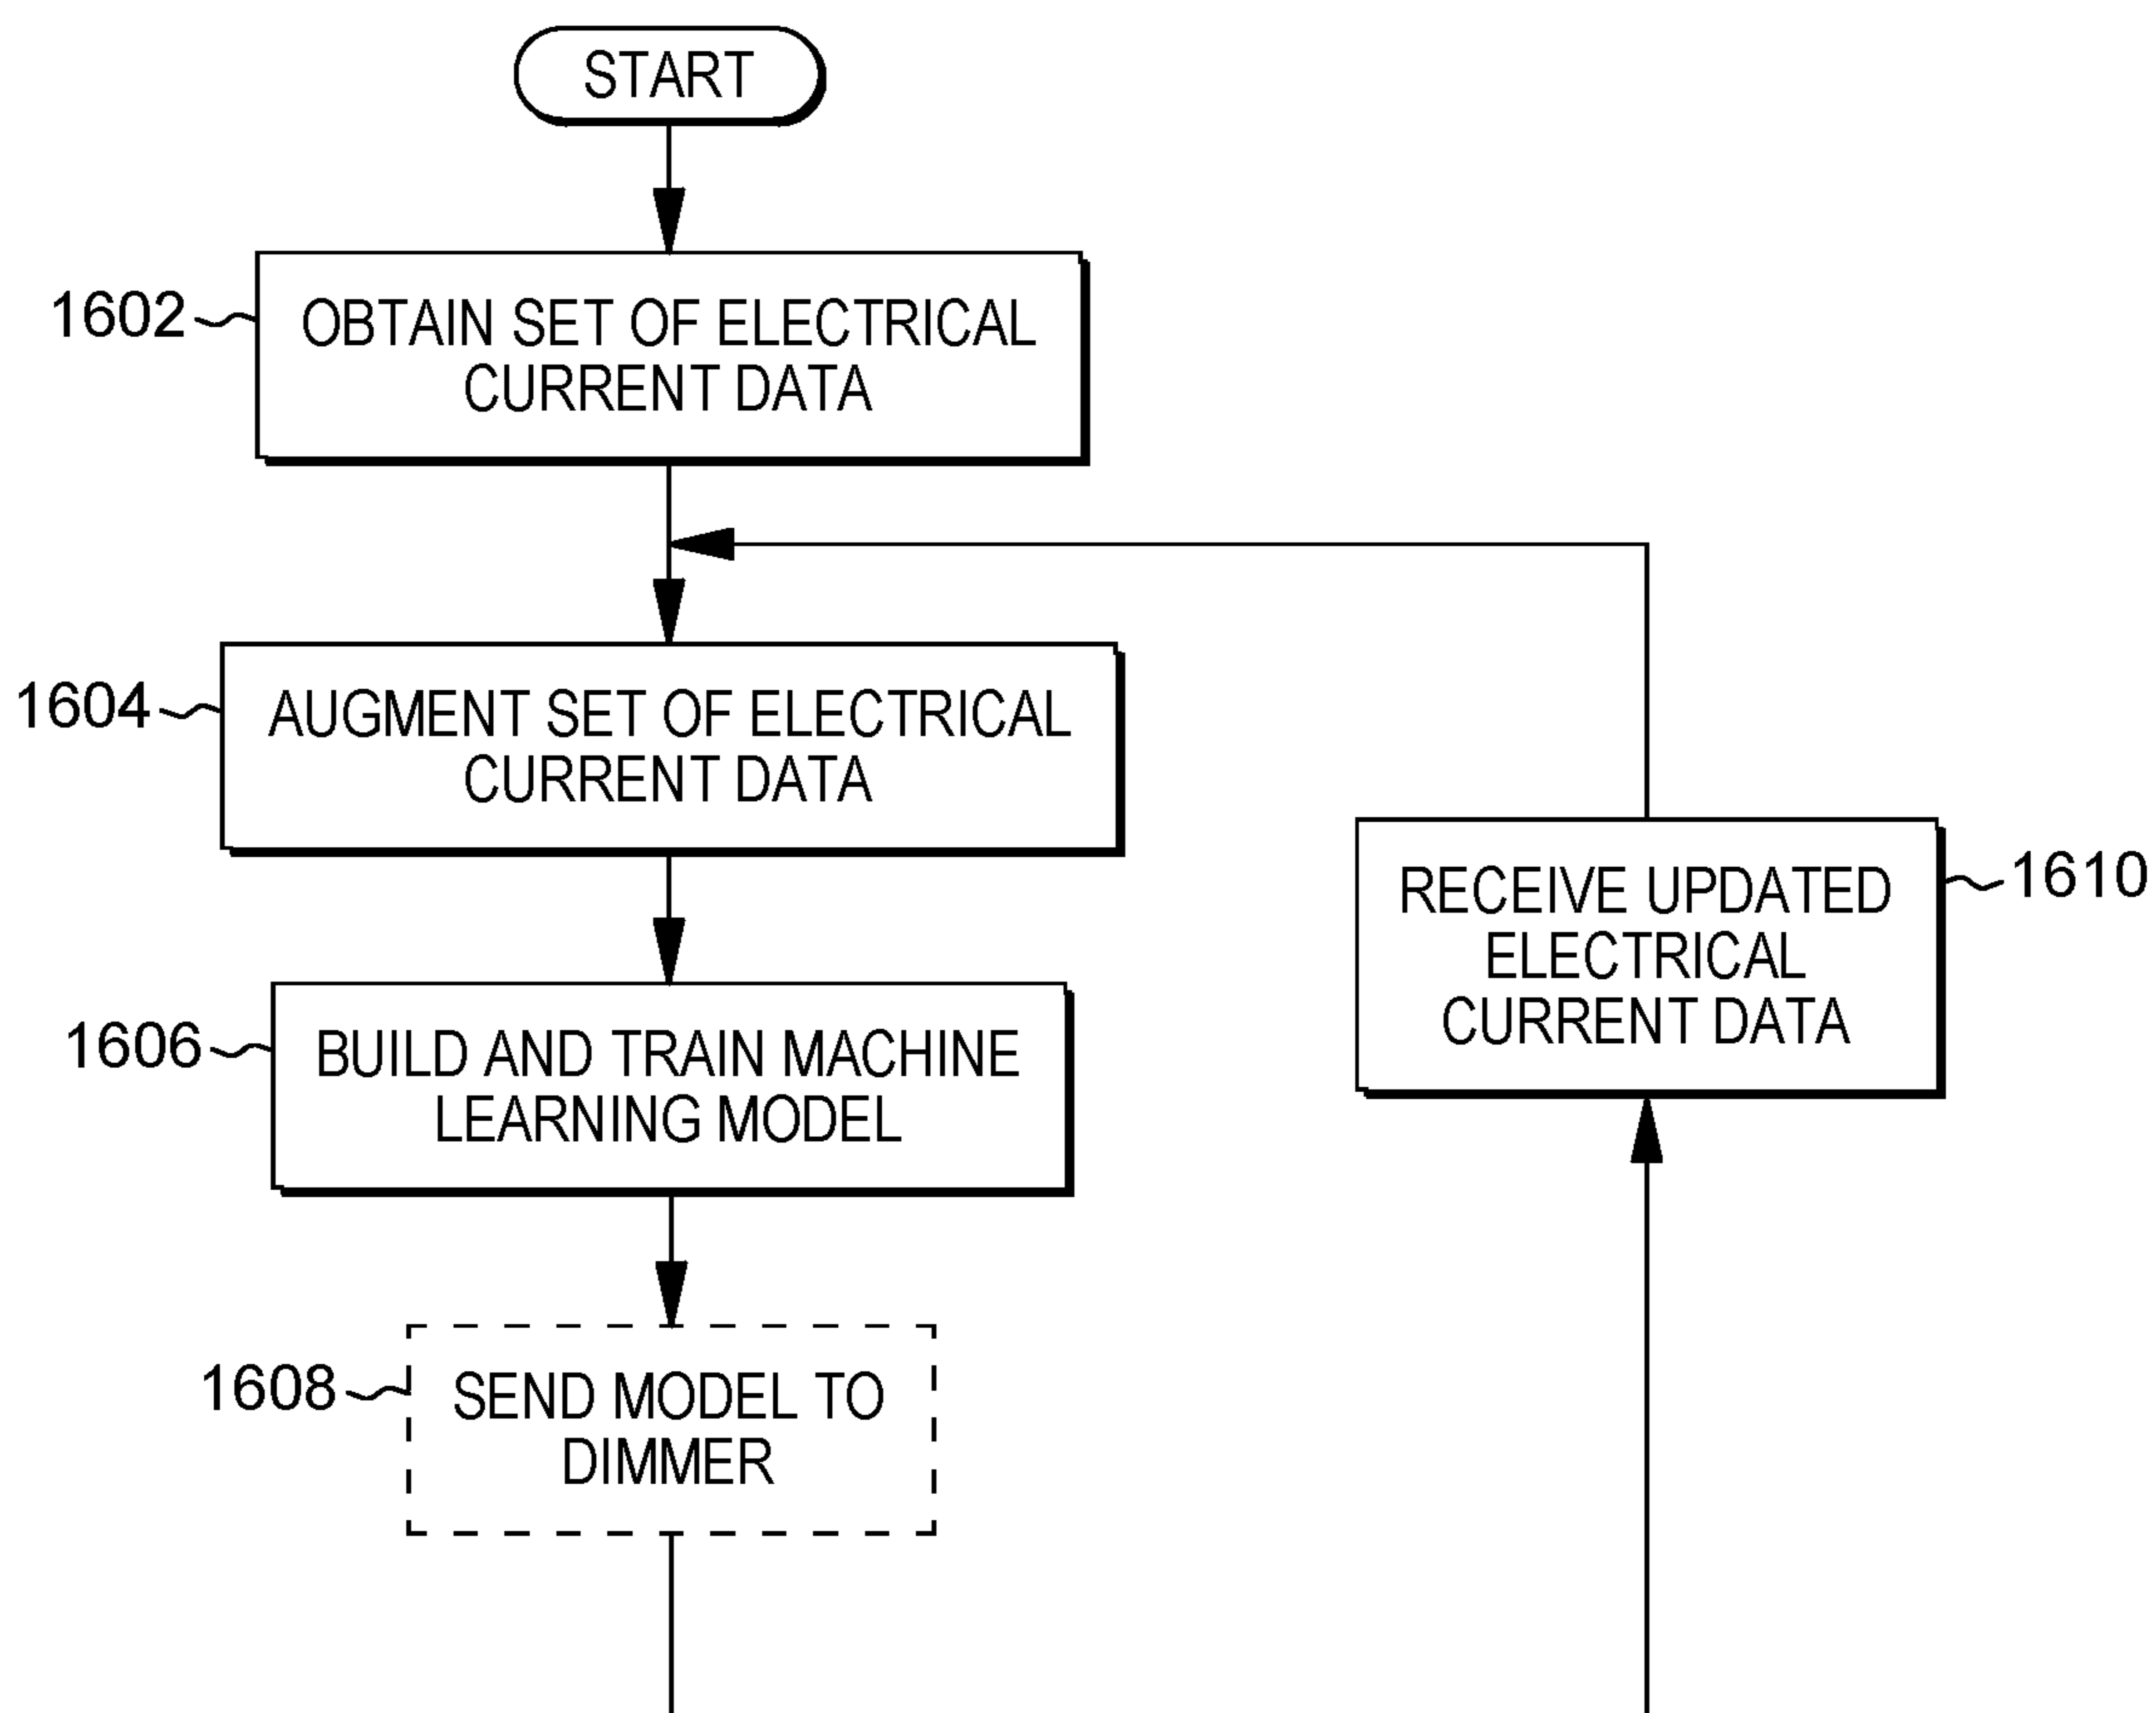 START
1602
OBTAIN SET OF ELECTRICAL
CURRENT DATA
1604
AUGMENT SET OF ELECTRICAL
CURRENT DATA
1606
BUILD AND TRAIN MACHINE
LEARNING MODEL
1608
SEND MODEL TO
DIMMER
RECEIVE UPDATED
ELECTRICAL
CURRENT DATA
1610